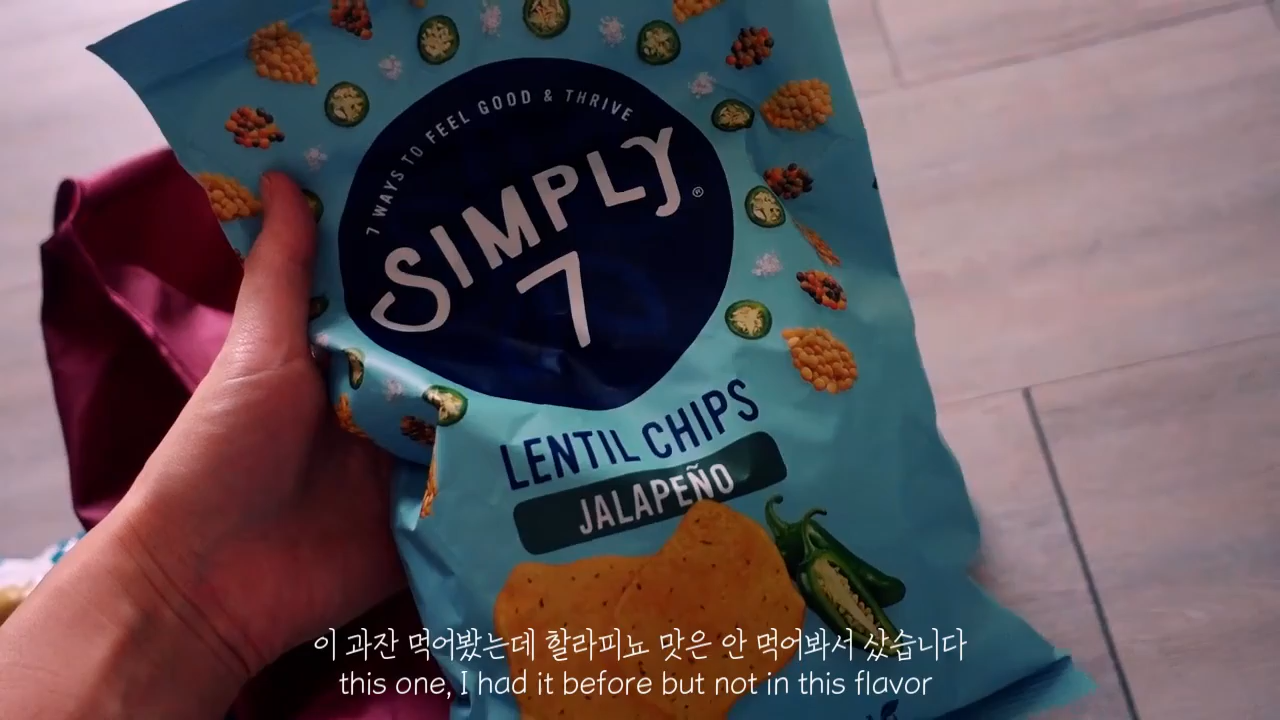 7 WAYS TO FEEL GOOD & THRIVE
SIMPLY®
7
LENTIL CHIPS
JALAPEÑO
이 과잔 먹어봤는데 할라피뇨 맛은 안 먹어봐서 샀습니다
this one, I had it before but not in this flavor